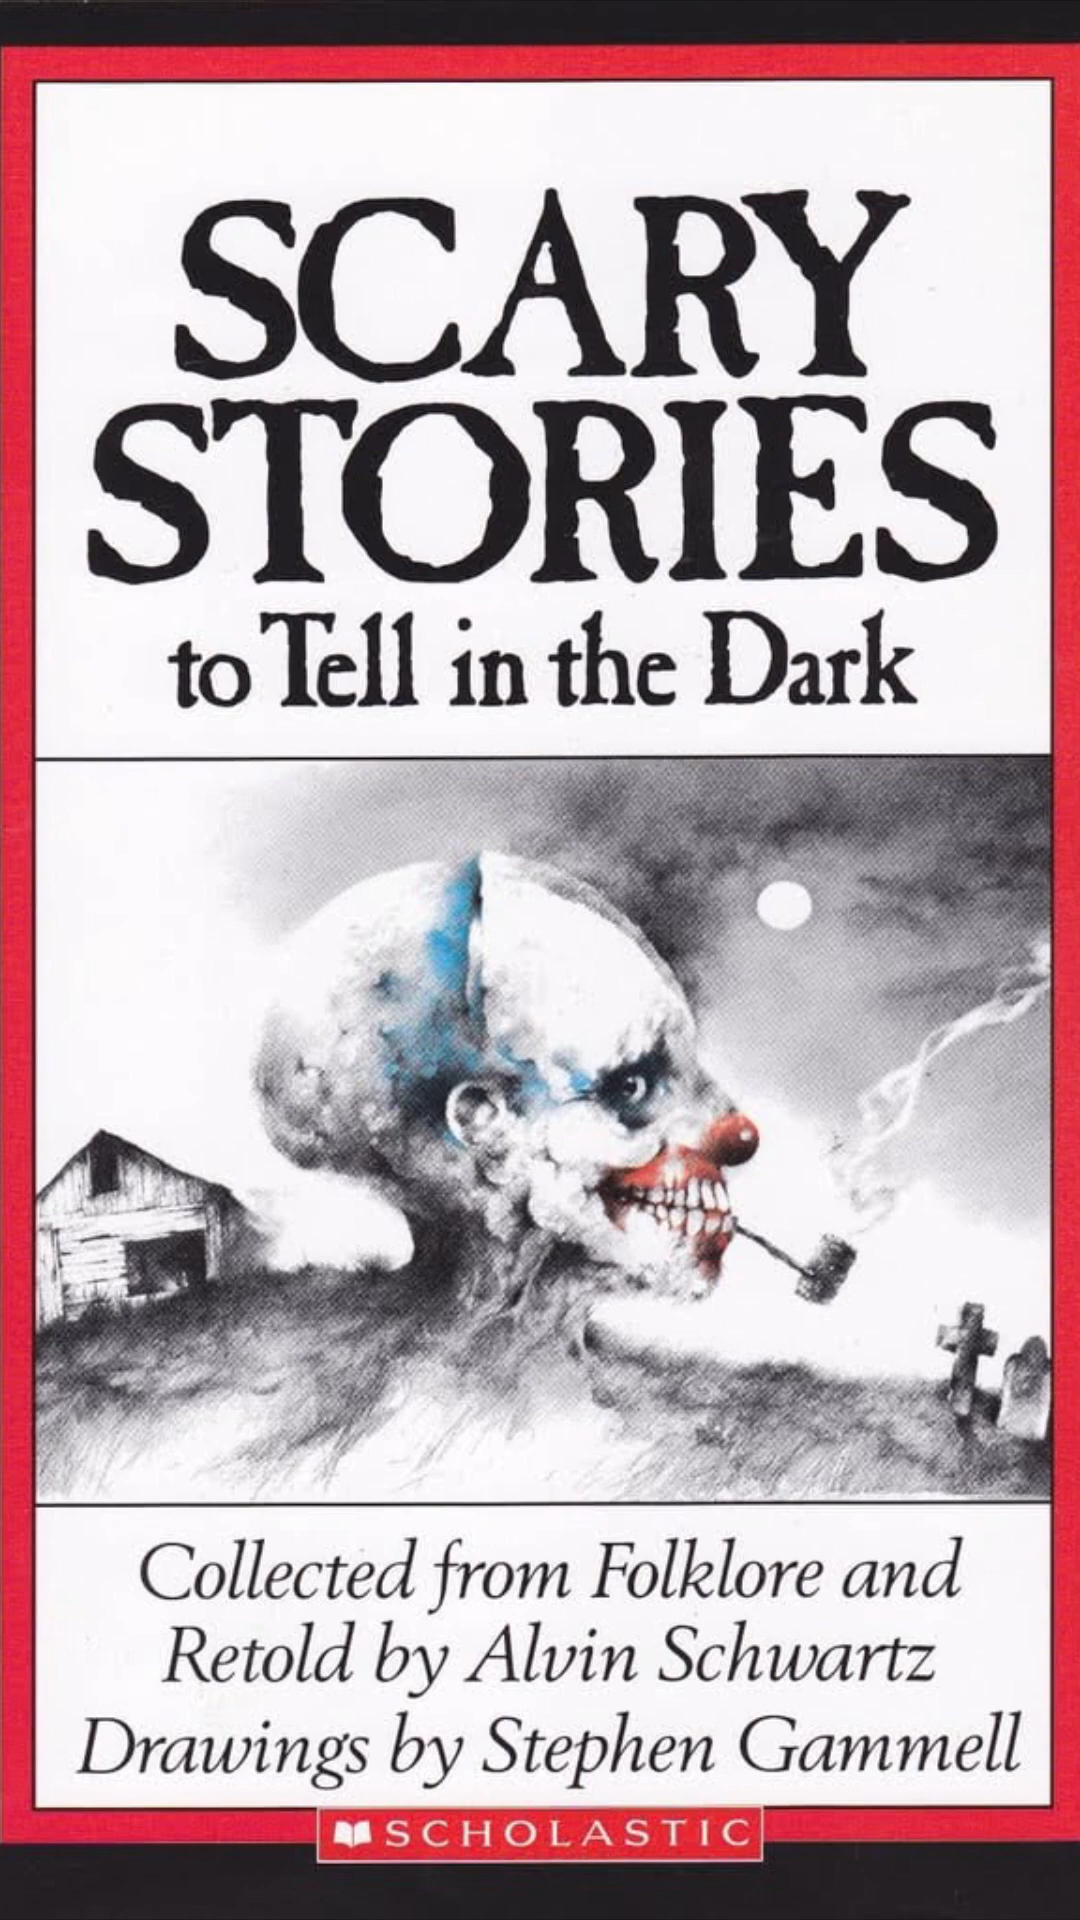 SCARY
STORIES
to Tell in the Dark
Collected from Folklore and
Retold by Alvin Schwartz
Drawings by Stephen Gammell
SCHOLASTIC